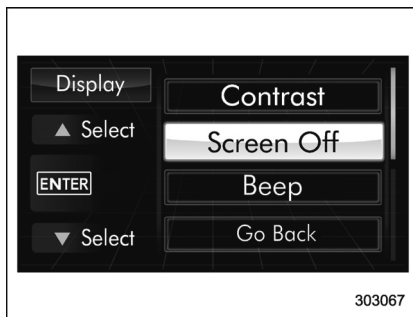 Display
▲ Select
ENTER
▼ Select
Contrast
Screen Off
Beep
Go Back
303067